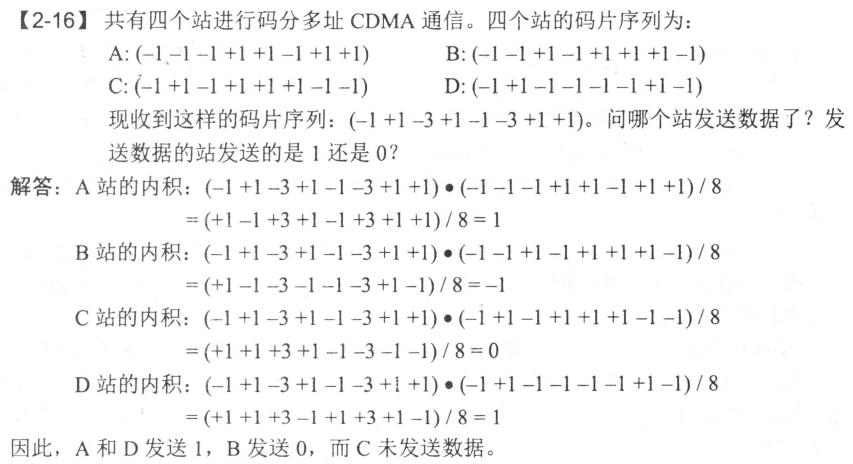 【2-16】 共有四个站进行码分多址 CDMA 通信。四个站的码片序列为：
A: (–1 –1 –1 +1 +1 –1 +1 +1) B: (–1 –1 +1 –1 +1 +1 +1 –1)
C: (–1 +1 –1 +1 +1 +1 –1 –1) D: (–1 +1 –1 –1 –1 –1 +1 –1)
现收到这样的码片序列：(–1 +1 –3 +1 –1 –3 +1 +1)。问哪个站发送数据了？发
送数据的站发送的是 1 还是 0？
解答：A 站的内积：(–1 +1 –3 +1 –1 –3 +1 +1) • (–1 –1 –1 +1 +1 –1 +1 +1) / 8
= (+1 –1 +3 +1 –1 +3 +1 +1) / 8 = 1
B 站的内积：(–1 +1 –3 +1 –1 –3 +1 +1) • (–1 –1 +1 –1 +1 +1 +1 –1) / 8
= (+1 –1 –3 –1 –1 –3 +1 –1) / 8 = –1
C 站的内积：(–1 +1 –3 +1 –1 –3 +1 +1) • (–1 +1 –1 +1 +1 +1 –1 –1) / 8
= (+1 +1 +3 +1 –1 –3 –1 –1) / 8 = 0
D 站的内积：(–1 +1 –3 +1 –1 –3 +1 +1) • (–1 +1 –1 –1 –1 –1 +1 –1) / 8
= (+1 +1 +3 –1 +1 +3 +1 –1) / 8 = 1
因此，A 和 D 发送 1，B 发送 0，而 C 未发送数据。